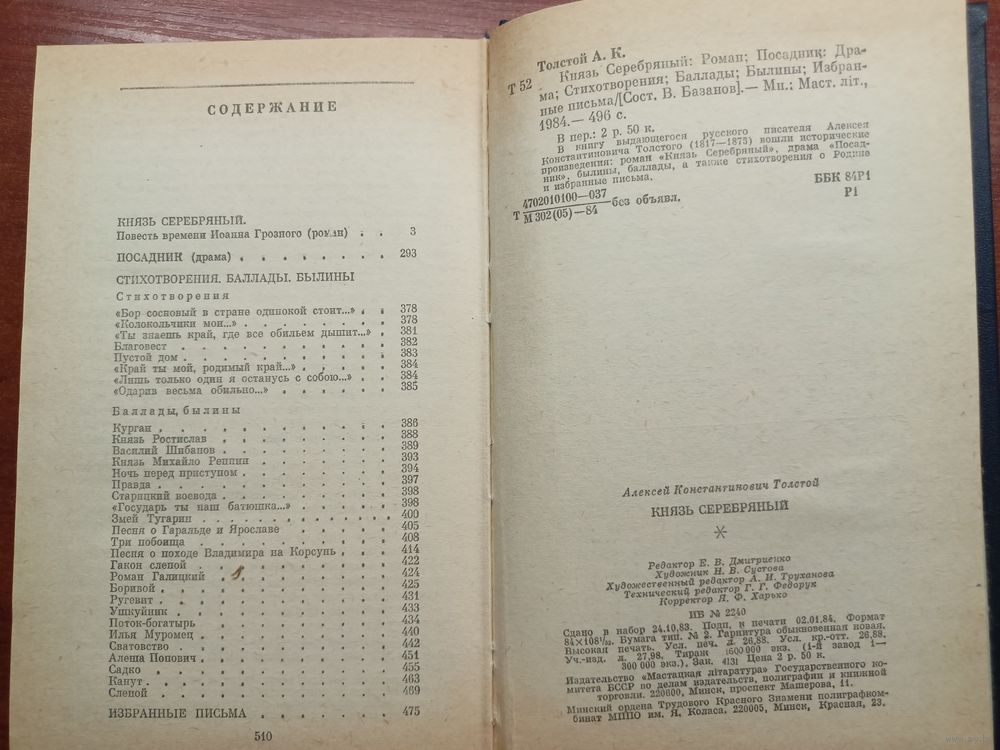 СОДЕРЖАНИЕ
КНЯЗЬ СЕРЕБРЯНЫЙ.
Повесть времени Иоанна Грозного (роман) . . 3
ПОСАДНИК (драма) . . . . . . . . 293
СТИХОТВОРЕНИЯ. БАЛЛАДЫ. БЫЛИНЫ
Стихотворения
«Бор сосновый в стране одинокой стоит...» . . 378
«Колокольчики мои...» . . . . . . . 378
«Ты знаешь край, где все обильем дышит...» . 381
Благовест . . . . . . . . . . 382
Пустой дом . . . . . . . . . . 383
«Край ты мой, родимый край...» . . . . 384
«Лишь только один я останусь с собою...» . . 384
«Одарив весьма обильно...» . . . . . . 385
Баллады, былины
Курган . . . . . . . . . . . 386
Князь Ростислав . . . . . . . . 388
Василий Шибанов . . . . . . . . 389
Князь Михайло Репнин . . . . . . . 393
Ночь перед приступом . . . . . . . 394
Правда . . . . . . . . . . . 397
Старицкий воевода . . . . . . . . 398
«Государь ты наш батюшка...» . . . . . 398
Змей Тугарин . . . . . . . . . . 400
Песня о Гаральде и Ярославе . . . . . 405
Три побоища . . . . . . . . . . 408
Песня о походе Владимира на Корсунь . . . 414
Гакон слепой . . . . . . . . . . 422
Роман Галицкий . . . . . . . . . 424
Боривой . . . . . . . . . . . 425
Ругевит . . . . . . . . . . . 431
Ушкуйник . . . . . . . . . . . 433
Поток-богатырь . . . . . . . . . 434
Илья Муромец . . . . . . . . . . 440
Сватовство . . . . . . . . . . 442
Алеша Попович . . . . . . . . . 451
Садко . . . . . . . . . . . . 455
Канут . . . . . . . . . . . . 463
Слепой . . . . . . . . . . . . 469
ИЗБРАННЫЕ ПИСЬМА . . . . . . . 475
510
Толстой А. К.
Т 52 Князь Серебряный: Роман; Посадник: Дра-
ма; Стихотворения; Баллады; Былины; Избран-
ные письма/[Сост. В. Базанов].— Мн.: Маст. літ.,
1984.— 496 с.
В пер.: 2 р. 50 к.
В книгу выдающегося русского писателя Алексея
Константиновича Толстого (1817—1875) вошли исторические
произведения: роман «Князь Серебряный», драма «Посад-
ник», былины, баллады, а также стихотворения о Родине
и избранные письма.
4702010100—037
Т М 302(05)—84 без объявл.
ББК 84Р1
Р1
Алексей Константинович Толстой
КНЯЗЬ СЕРЕБРЯНЫЙ
Редактор Е. В. Дмитриенко
Художник Н. В. Сустова
Художественный редактор А. И. Труханова
Технический редактор Г. Г. Федорук
Корректор Я. Ф. Харько
ИБ № 2240
Сдано в набор 24.10.83. Подп. к печати 02.01.84. Формат
84×108¹/₃₂. Бумага тип. № 2. Гарнитура обыкновенная новая.
Высокая печать. Усл. печ. л. 26,88. Усл. кр.-отт. 26,88.
Уч.-изд. л. 27,98. Тираж 1600000 экз. (1-й завод 1—
300 000 экз.). Зак. 4131 Цена 2 р. 50 к.
Издательство «Мастацкая літаратура» Государственного ко-
митета БССР по делам издательств, полиграфии и книжной
торговли. 220600, Минск, проспект Машерова, 11.
Минский ордена Трудового Красного Знамени полиграфком-
бинат МППО им. Я. Коласа. 220005, Минск, Красная, 23.